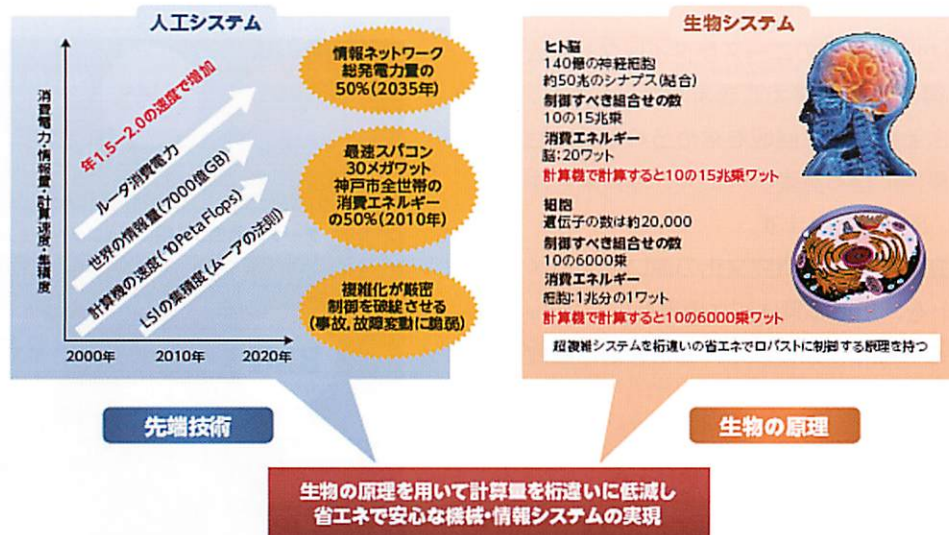 人工システム
消費電力・情報量・計算速度・集積度
年1.5ー2.0の速度で増加
ルータ消費電力
世界の情報量(7000億GB)
計算機の速度(10PetaFlops)
LSIの集積度(ムーアの法則)
2000年
2010年
2020年
情報ネットワーク
総発電力量の
50%(2035年)
最速スパコン
30メガワット
神戸市全世帯の
消費エネルギー
の50%(2010年)
複雑化が厳密
制御を破綻させる
(事故、故障変動に脆弱)
生物システム
ヒト脳
140億の神経細胞
約50兆のシナプス(結合)
制御すべき組合せの数
10の15兆乗
消費エネルギー
脳:20ワット
計算機で計算すると10の15兆乗ワット
細胞
遺伝子の数は約20,000
制御すべき組合せの数
10の6000乗
消費エネルギー
細胞:1兆分の1ワット
計算機で計算すると10の6000乗ワット
超複雑システムを桁違いの省エネでロバストに制御する原理を持つ
先端技術
生物の原理
生物の原理を用いて計算量を桁違いに低減し
省エネで安心な機械・情報システムの実現